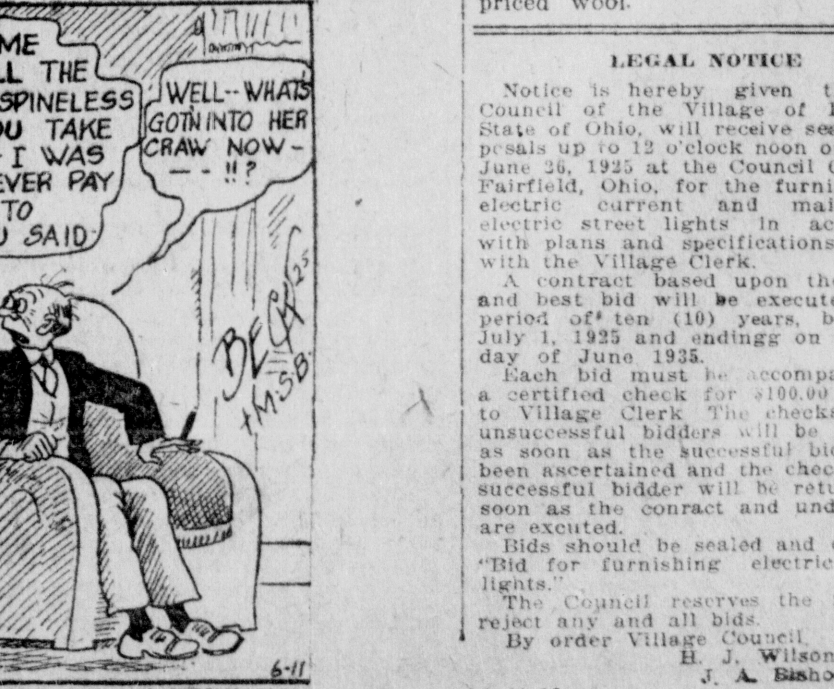 ME
LL THE
SPINELESS
OU TAKE
- I WAS
EVER PAY
TO
U SAID-
WELL-- WHAT'S
GOT'N INTO HER
CRAW NOW -
- - !! ?
BECK '25
+ M.S.B.
6-11
priced wool.
LEGAL NOTICE
Notice is hereby given t
Council of the Village of
State of Ohio, will receive sea
posals up to 12 o'clock noon o
June 26, 1925 at the Council
Fairfield, Ohio, for the furni
electric current and mai
electric street lights in ac
with plans and specifications
with the Village Clerk.
A contract based upon the
and best bid will be execute
period of ten (10) years, b
July 1, 1925 and endingg on
day of June 1935.
Each bid must be accompa
a certified check for $100.00
to Village Clerk The checks
unsuccessful bidders will be
as soon as the successful bid
been ascertained and the chec
successful bidder will be retu
soon as the conract and und
are excuted.
Bids should be sealed and
"Bid for furnishing electric
lights."
The Council reserves the
reject any and all bids.
By order Village Council,
H. J. Wilson
J. A. Bisho